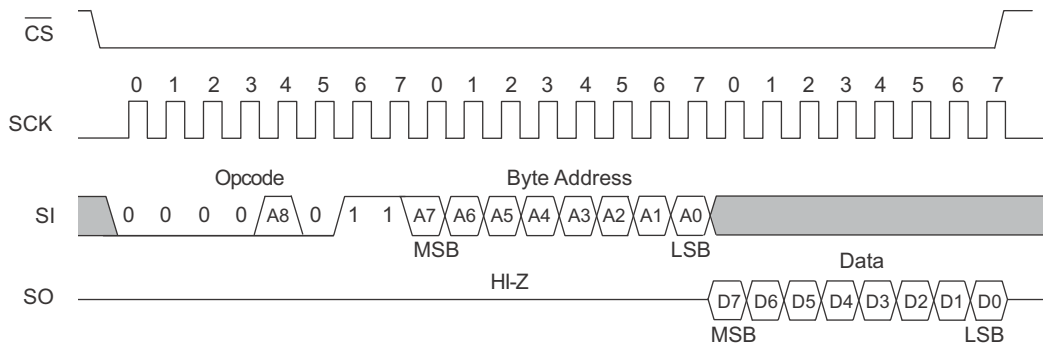 CS
0 1 2 3 4 5 6 7 0 1 2 3 4 5 6 7 0 1 2 3 4 5 6 7
SCK
Opcode Byte Address
SI 0 0 0 0 A8 0 1 1 A7 A6 A5 A4 A3 A2 A1 A0
MSB LSB
HI-Z Data
SO D7 D6 D5 D4 D3 D2 D1 D0
MSB LSB